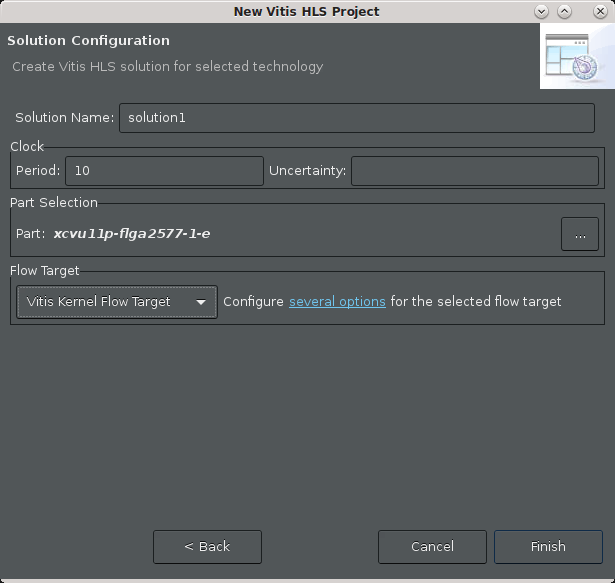 New Vitis HLS Project
Solution Configuration
Create Vitis HLS solution for selected technology
Solution Name: solution1
Clock
Period: 10 Uncertainty:
Part Selection
Part: xcvu11p-flga2577-1-e ...
Flow Target
Vitis Kernel Flow Target Configure several options for the selected flow target
< Back Cancel Finish